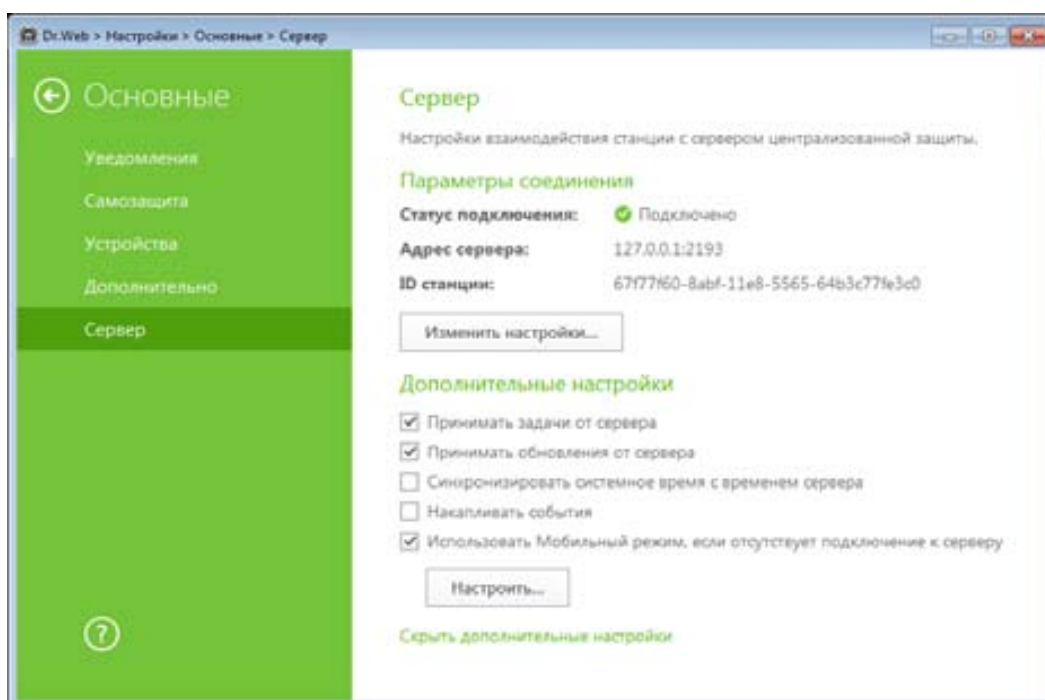 Dr.Web > Настройки > Основные > Сервер
Основные
Уведомления
Самозащита
Устройства
Дополнительно
Сервер
Сервер
Настройки взаимодействия станции с сервером централизованной защиты.
Параметры соединения
Статус подключения: Подключено
Адрес сервера: 127.0.0.1:2193
ID станции: 67f77f60-8abf-11e8-5565-64b3c77fe3c0
Изменить настройки...
Дополнительные настройки
Принимать задачи от сервера
Принимать обновления от сервера
Синхронизировать системное время с временем сервера
Накапливать события
Использовать Мобильный режим, если отсутствует подключение к серверу
Настроить...
Скрыть дополнительные настройки
?